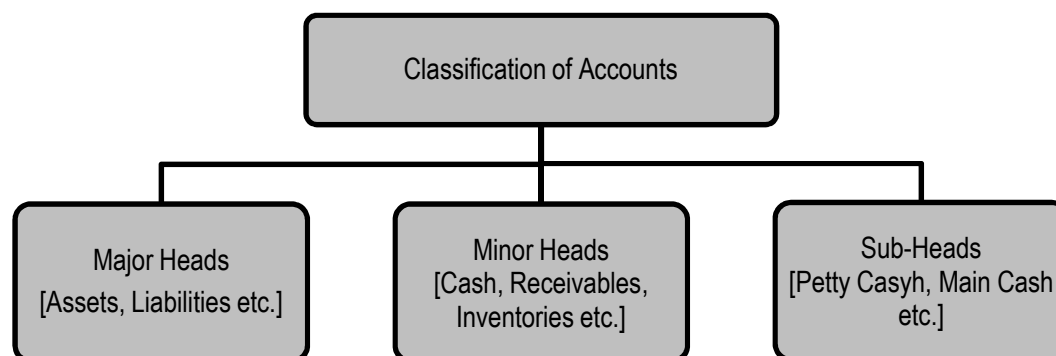 Classification of Accounts
Major Heads
[Assets, Liabilities etc.]
Minor Heads
[Cash, Receivables,
Inventories etc.]
Sub-Heads
[Petty Casyh, Main Cash
etc.]